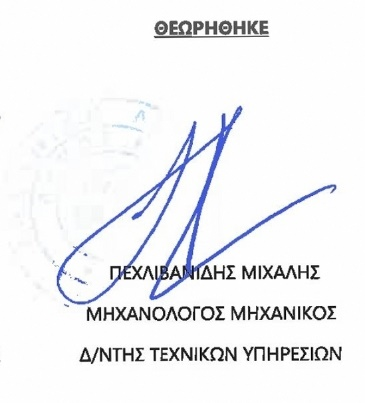 ΘΕΩΡΗΘΗΚΕ
ΠΕΧΛΙΒΑΝΙΔΗΣ ΜΙΧΑΛΗΣ
ΜΗΧΑΝΟΛΟΓΟΣ ΜΗΧΑΝΙΚΟΣ
Δ/ΝΤΗΣ ΤΕΧΝΙΚΩΝ ΥΠΗΡΕΣΙΩΝ